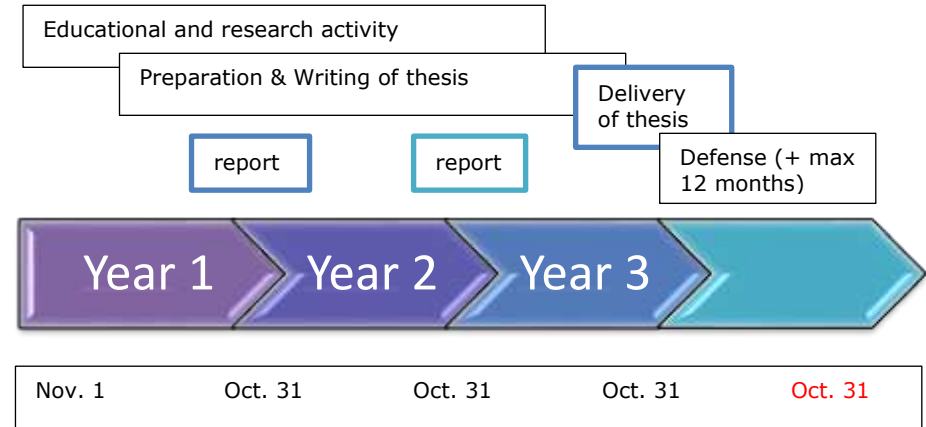 Educational and research activity
Preparation & Writing of thesis
Delivery
of thesis
report
report
Defense (+ max
12 months)
Year 1
Year 2
Year 3
Nov. 1
Oct. 31
Oct. 31
Oct. 31
Oct. 31